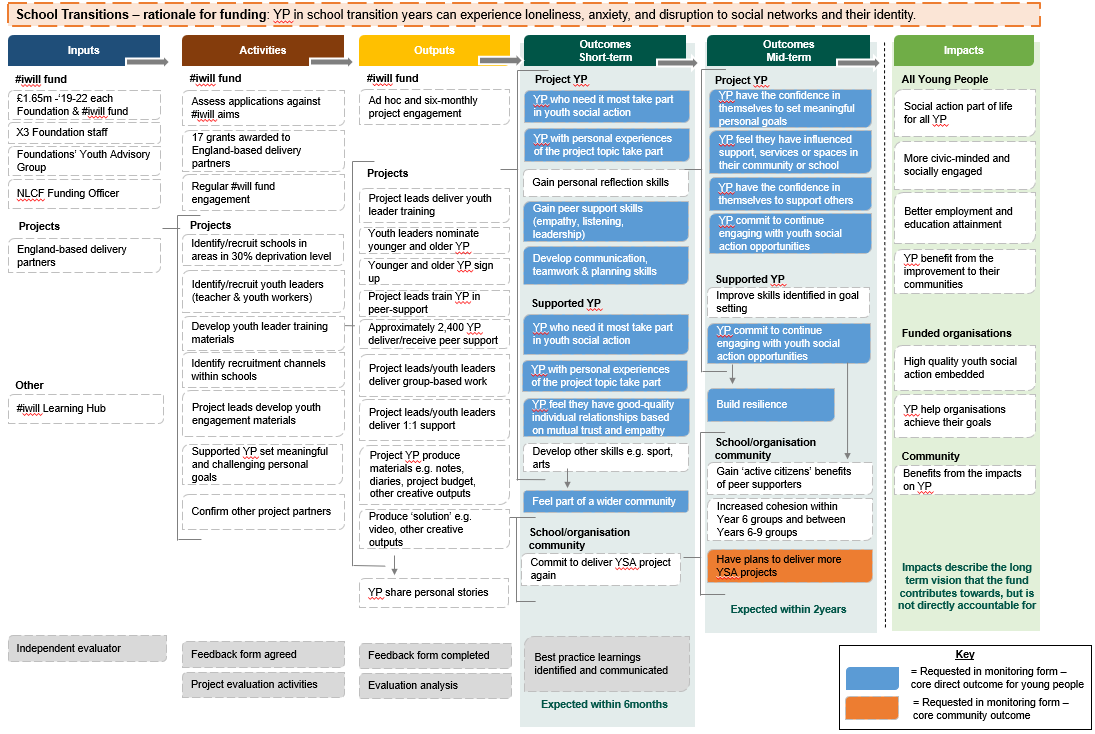 School Transitions – rationale for funding: YP in school transition years can experience loneliness, anxiety, and disruption to social networks and their identity.
Inputs
#iwill fund
£1.65m -‘19-22 each
Foundation & #iwill fund
X3 Foundation staff
Foundations’ Youth Advisory
Group
NLCF Funding Officer
Projects
England-based delivery
partners
Other
#iwill Learning Hub
Independent evaluator
Activities
#iwill fund
Assess applications against
#iwill aims
17 grants awarded to
England-based delivery
partners
Regular #iwill fund
engagement
Projects
Identify/recruit schools in
areas in 30% deprivation level
Identify/recruit youth leaders
(teacher & youth workers)
Develop youth leader training
materials
Identify recruitment channels
within schools
Project leads develop youth
engagement materials
Supported YP set meaningful
and challenging personal
goals
Confirm other project partners
Feedback form agreed
Project evaluation activities
Outputs
#iwill fund
Ad hoc and six-monthly
project engagement
Projects
Project leads deliver youth
leader training
Youth leaders nominate
younger and older YP
Younger and older YP sign
up
Project leads train YP in
peer-support
Approximately 2,400 YP
deliver/receive peer support
Project leads/youth leaders
deliver group-based work
Project leads/youth leaders
deliver 1:1 support
Project YP produce
materials e.g. notes,
diaries, project budget,
other creative outputs
Produce ‘solution’ e.g.
video, other creative
outputs
YP share personal stories
Feedback form completed
Evaluation analysis
Outcomes
Short-term
Project YP
YP who need it most take part
in youth social action
YP with personal experiences
of the project topic take part
Gain personal reflection skills
Gain peer support skills
(empathy, listening,
leadership)
Develop communication,
teamwork & planning skills
Supported YP
YP who need it most take part
in youth social action
YP with personal experiences
of the project topic take part
YP feel they have good-quality
individual relationships based
on mutual trust and empathy
Develop other skills e.g. sport,
arts
Feel part of a wider community
School/organisation
community
Commit to deliver YSA project
again
Best practice learnings
identified and communicated
Expected within 6months
Outcomes
Mid-term
Project YP
YP have the confidence in
themselves to set meaningful
personal goals
YP feel they have influenced
support, services or spaces in
their community or school
YP have the confidence in
themselves to support others
YP commit to continue
engaging with youth social
action opportunities
Supported YP
Improve skills identified in goal
setting
YP commit to continue
engaging with youth social
action opportunities
Build resilience
School/organisation
community
Gain ‘active citizens’ benefits
of peer supporters
Increased cohesion within
Year 6 groups and between
Years 6-9 groups
Have plans to deliver more
YSA projects
Expected within 2years
Impacts
All Young People
Social action part of life
for all YP
More civic-minded and
socially engaged
Better employment and
education attainment
YP benefit from the
improvement to their
communities
Funded organisations
High quality youth social
action embedded
YP help organisations
achieve their goals
Community
Benefits from the impacts
on YP
Impacts describe the long
term vision that the fund
contributes towards, but is
not directly accountable for
Key
= Requested in monitoring form –
core direct outcome for young people
= Requested in monitoring form –
core community outcome